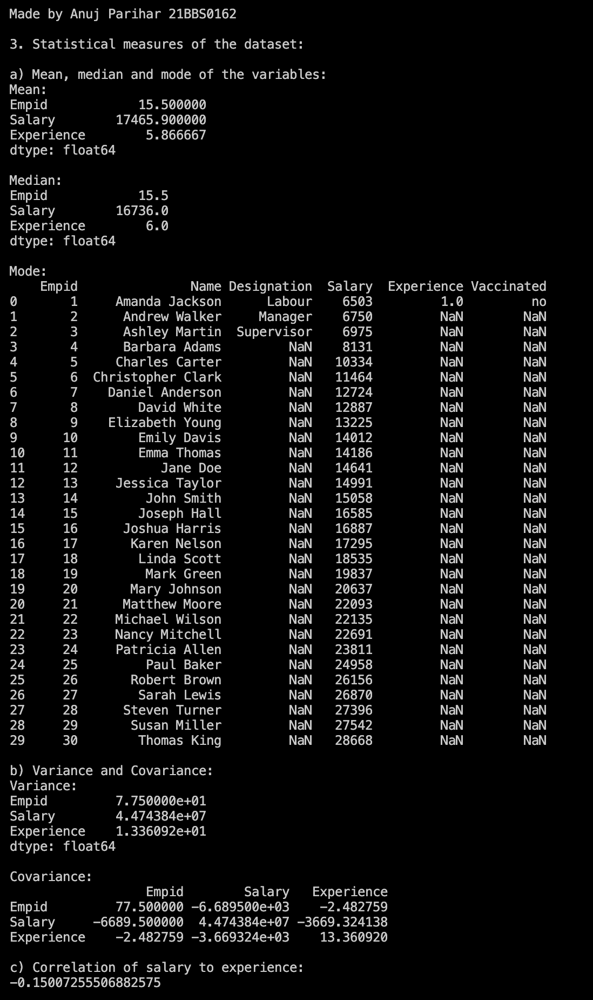 Made by Anuj Parihar 21BBS0162
3. Statistical measures of the dataset:
a) Mean, median and mode of the variables:
Mean:
Empid            15.500000
Salary        17465.900000
Experience        5.866667
dtype: float64
Median:
Empid            15.5
Salary        16736.0
Experience        6.0
dtype: float64
Mode:
    Empid               Name Designation  Salary  Experience Vaccinated
0       1     Amanda Jackson      Labour    6503         1.0         no
1       2      Andrew Walker     Manager    6750         NaN        NaN
2       3      Ashley Martin  Supervisor    6975         NaN        NaN
3       4      Barbara Adams         NaN    8131         NaN        NaN
4       5     Charles Carter         NaN   10334         NaN        NaN
5       6  Christopher Clark         NaN   11464         NaN        NaN
6       7    Daniel Anderson         NaN   12724         NaN        NaN
7       8        David White         NaN   12887         NaN        NaN
8       9    Elizabeth Young         NaN   13225         NaN        NaN
9      10        Emily Davis         NaN   14012         NaN        NaN
10     11        Emma Thomas         NaN   14186         NaN        NaN
11     12           Jane Doe         NaN   14641         NaN        NaN
12     13     Jessica Taylor         NaN   14991         NaN        NaN
13     14         John Smith         NaN   15058         NaN        NaN
14     15        Joseph Hall         NaN   16585         NaN        NaN
15     16      Joshua Harris         NaN   16887         NaN        NaN
16     17       Karen Nelson         NaN   17295         NaN        NaN
17     18        Linda Scott         NaN   18535         NaN        NaN
18     19         Mark Green         NaN   19837         NaN        NaN
19     20       Mary Johnson         NaN   20637         NaN        NaN
20     21      Matthew Moore         NaN   22093         NaN        NaN
21     22     Michael Wilson         NaN   22135         NaN        NaN
22     23     Nancy Mitchell         NaN   22691         NaN        NaN
23     24     Patricia Allen         NaN   23811         NaN        NaN
24     25         Paul Baker         NaN   24958         NaN        NaN
25     26       Robert Brown         NaN   26156         NaN        NaN
26     27        Sarah Lewis         NaN   26870         NaN        NaN
27     28      Steven Turner         NaN   27396         NaN        NaN
28     29       Susan Miller         NaN   27542         NaN        NaN
29     30        Thomas King         NaN   28668         NaN        NaN
b) Variance and Covariance:
Variance:
Empid         7.750000e+01
Salary        4.474384e+07
Experience    1.336092e+01
dtype: float64
Covariance:
                  Empid        Salary   Experience
Empid         77.500000 -6.689500e+03    -2.482759
Salary     -6689.500000  4.474384e+07 -3669.324138
Experience    -2.482759 -3.669324e+03    13.360920
c) Correlation of salary to experience:
-0.15007255506882575